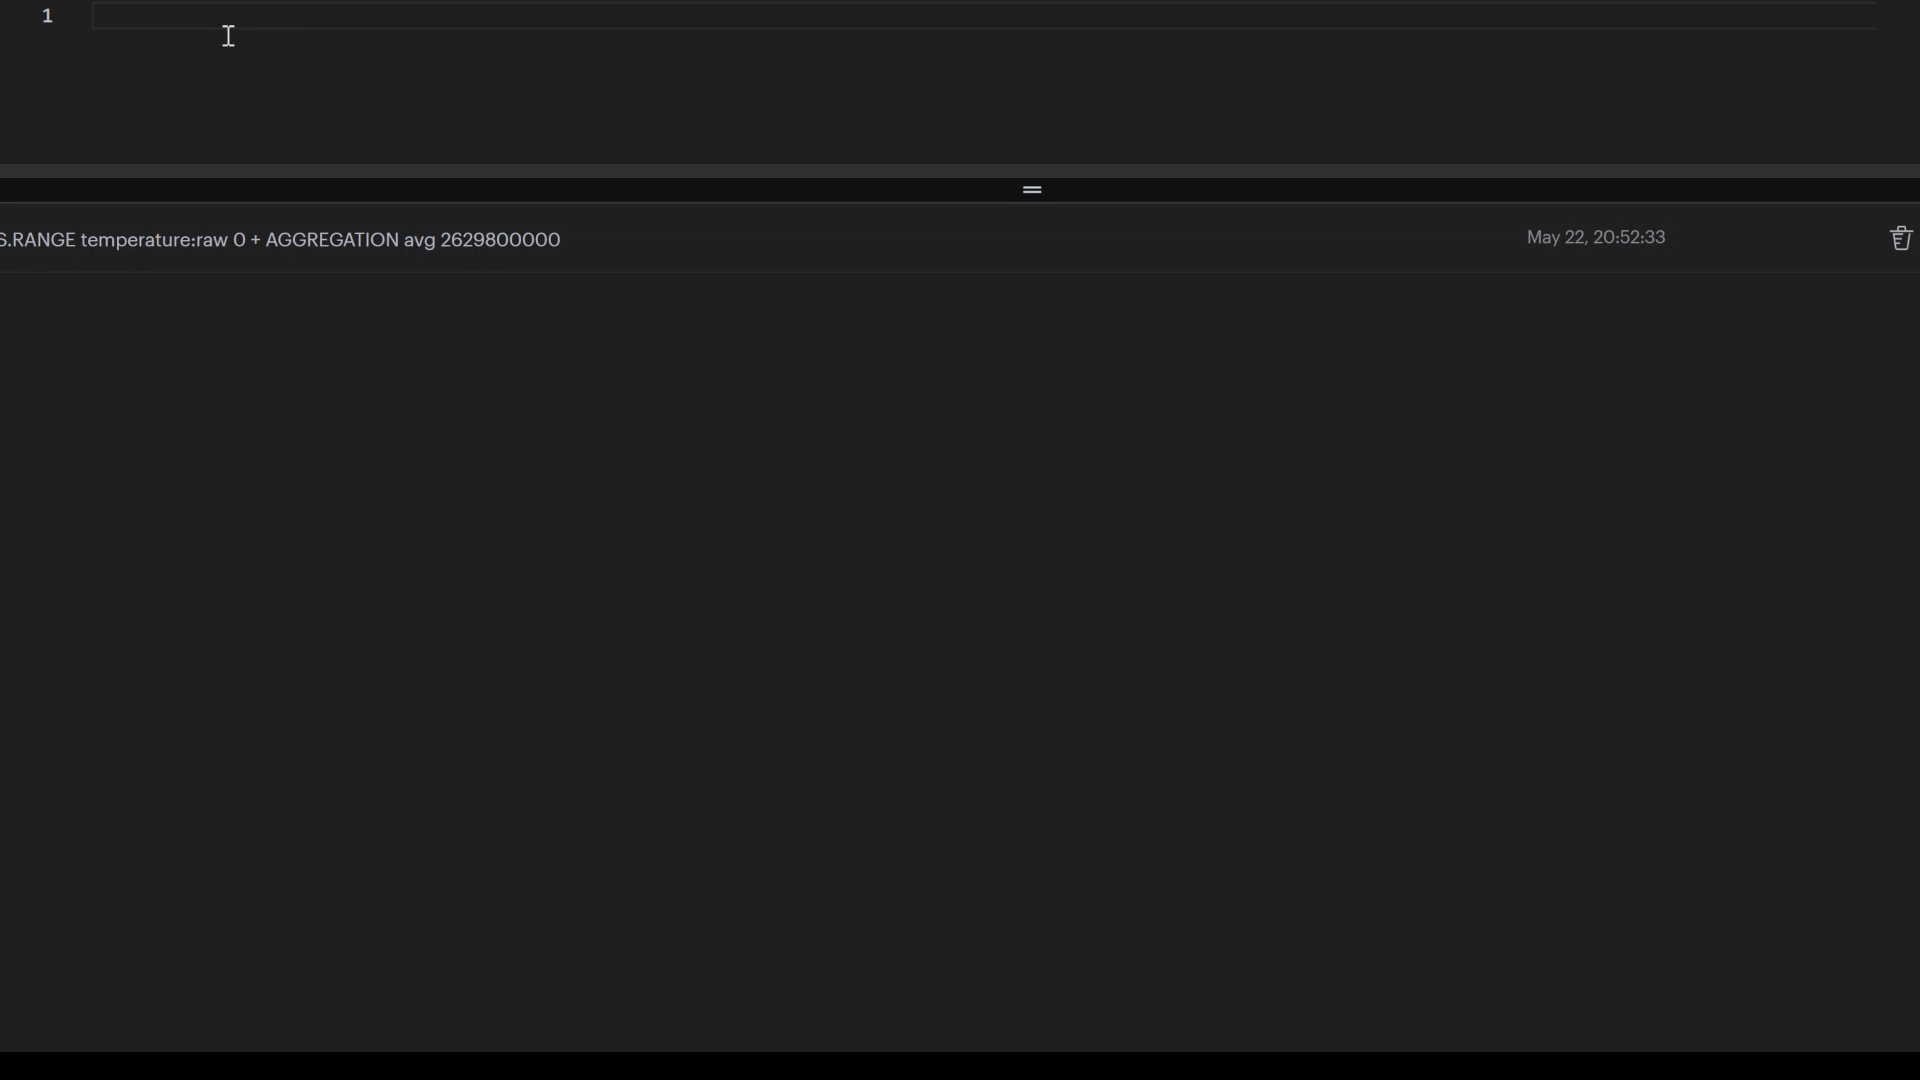 1
S.RANGE temperature:raw 0 + AGGREGATION avg 2629800000
May 22, 20:52:33